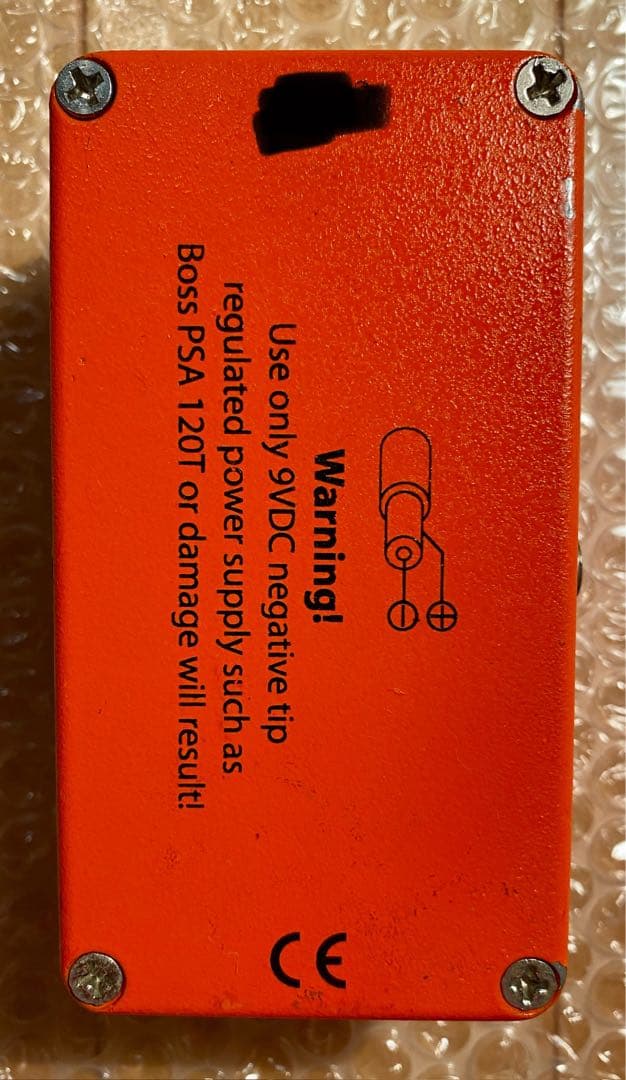 Warning!
Use only 9VDC negative tip
regulated power supply such as
Boss PSA 120T or damage will result!
CE